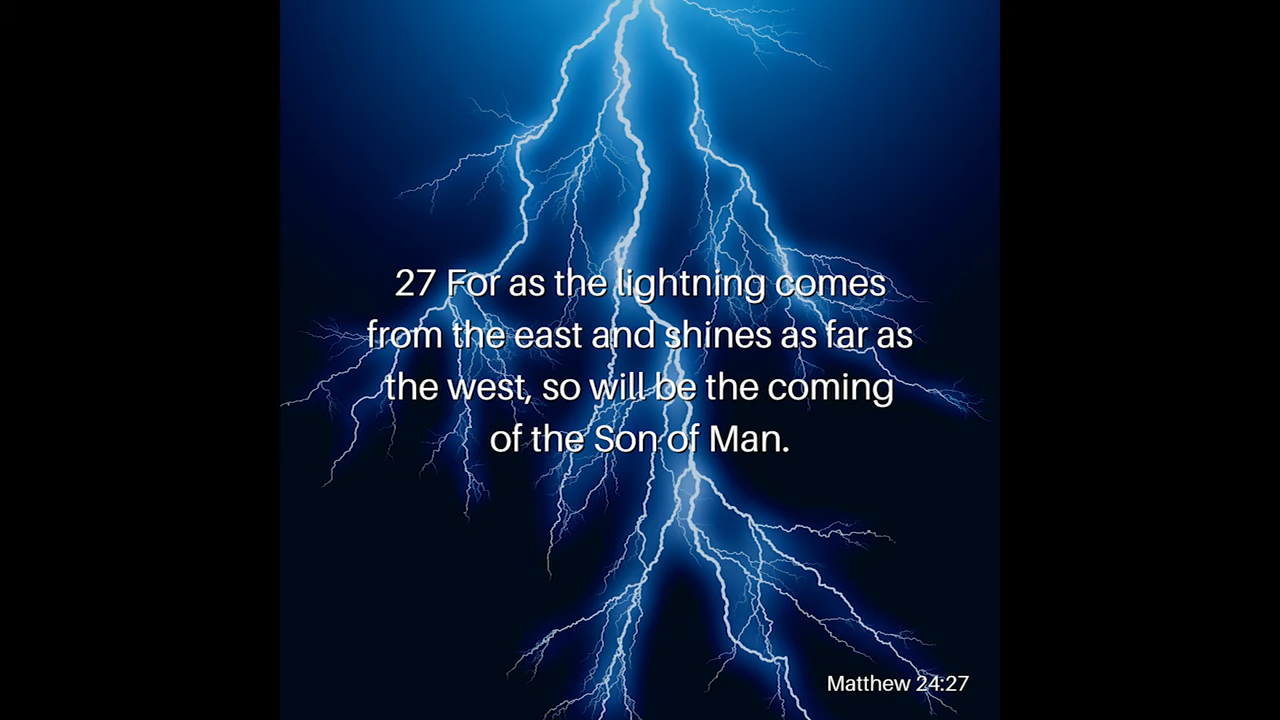 27 For as the lightning comes
from the east and shines as far as
the west, so will be the coming
of the Son of Man.
Matthew 24:27